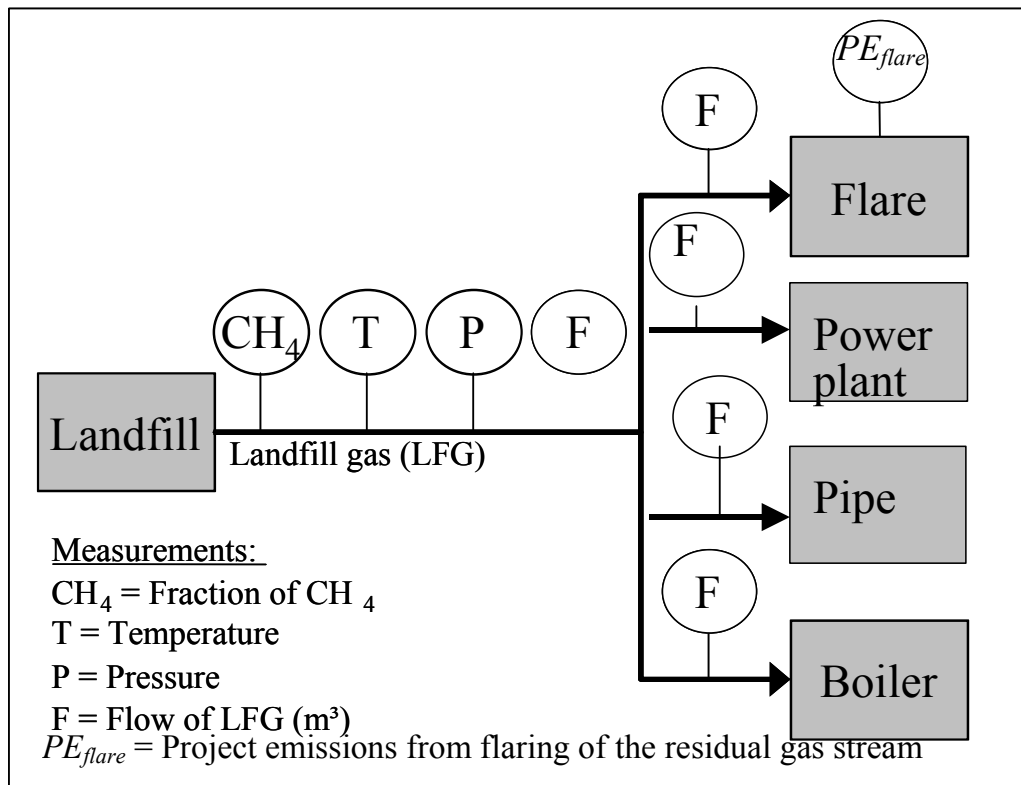 PE_flare
F
Flare
F
Power
plant
CH₄ T P F
Landfill
Landfill gas (LFG)
F
Pipe
F
Boiler
Measurements:
CH₄ = Fraction of CH ₄
T = Temperature
P = Pressure
F = Flow of LFG (m³)
PE_flare = Project emissions from flaring of the residual gas stream